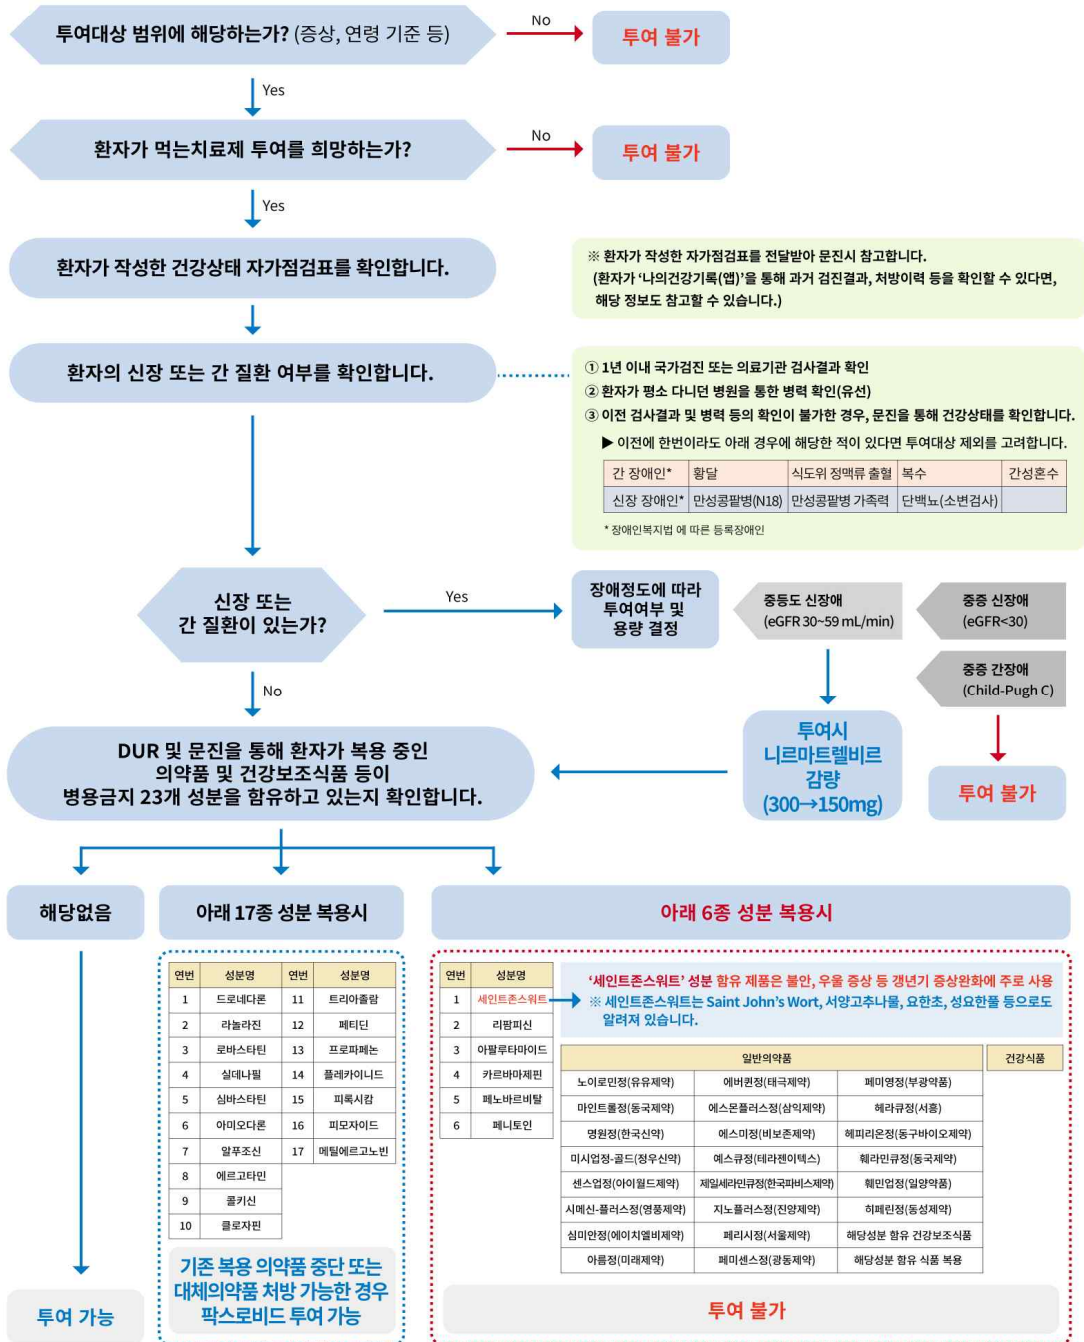 투여대상 범위에 해당하는가? (증상, 연령 기준 등)
No
투여 불가
Yes
환자가 먹는치료제 투여를 희망하는가?
No
투여 불가
Yes
환자가 작성한 건강상태 자가점검표를 확인합니다.
※ 환자가 작성한 자가점검표를 전달받아 문진시 참고합니다.
(환자가 ‘나의건강기록(앱)’을 통해 과거 검진결과, 처방이력 등을 확인할 수 있다면,
해당 정보도 참고할 수 있습니다.)
환자의 신장 또는 간 질환 여부를 확인합니다.
① 1년 이내 국가검진 또는 의료기관 검사결과 확인
② 환자가 평소 다니던 병원을 통한 병력 확인(유선)
③ 이전 검사결과 및 병력 등의 확인이 불가한 경우, 문진을 통해 건강상태를 확인합니다.
▶ 이전에 한번이라도 아래 경우에 해당한 적이 있다면 투여대상 제외를 고려합니다.
간 장애인* 황달 식도위 정맥류 출혈 복수 간성혼수
신장 장애인* 만성콩팥병(N18) 만성콩팥병 가족력 단백뇨(소변검사)
* 장애인복지법 에 따른 등록장애인
신장 또는
간 질환이 있는가?
Yes
장애정도에 따라
투여여부 및
용량 결정
중등도 신장애
(eGFR 30~59 mL/min)
중증 신장애
(eGFR<30)
중증 간장애
(Child-Pugh C)
No
투여시
니르마트렐비르
감량
(300→150mg)
투여 불가
DUR 및 문진을 통해 환자가 복용 중인
의약품 및 건강보조식품 등이
병용금지 23개 성분을 함유하고 있는지 확인합니다.
해당없음
아래 17종 성분 복용시
아래 6종 성분 복용시
연번 성분명 연번 성분명
1 드로네다론 11 트리아졸람
2 라놀라진 12 페티딘
3 로바스타틴 13 프로파페논
4 실데나필 14 플레카이니드
5 심바스타틴 15 피록시캄
6 아미오다론 16 피모자이드
7 알푸조신 17 메틸에르고노빈
8 에르고타민
9 콜키신
10 클로자핀
기존 복용 의약품 중단 또는
대체의약품 처방 가능한 경우
팍스로비드 투여 가능
투여 가능
연번 성분명
1 세인트존스워트
2 리팜피신
3 아팔루타마이드
4 카르바마제핀
5 페노바르비탈
6 페니토인
‘세인트존스워트’ 성분 함유 제품은 불안, 우울 증상 등 갱년기 증상완화에 주로 사용
※ 세인트존스워트는 Saint John’s Wort, 서양고추나물, 요한초, 성요한풀 등으로도
알려져 있습니다.
일반의약품 건강식품
노이로민정(유유제약) 에버퀸정(태극제약) 페미영정(부광약품)
마인트롤정(동국제약) 에스몬플러스정(삼익제약) 헤라큐정(서흥)
명원정(한국신약) 에스미정(비보존제약) 헤피리온정(동구바이오제약)
미시업정-골드(정우신약) 예스큐정(테라젠이텍스) 훼라민큐정(동국제약)
센스업정(아이월드제약) 제일세라민큐정(한국파비스제약) 훼민업정(일양약품)
시메신-플러스정(영풍제약) 지노플러스정(진양제약) 히페린정(동성제약)
심미안정(에이치엘비제약) 페리시정(서울제약) 해당성분 함유 건강보조식품
아름정(미래제약) 페미센스정(광동제약) 해당성분 함유 식품 복용
투여 불가